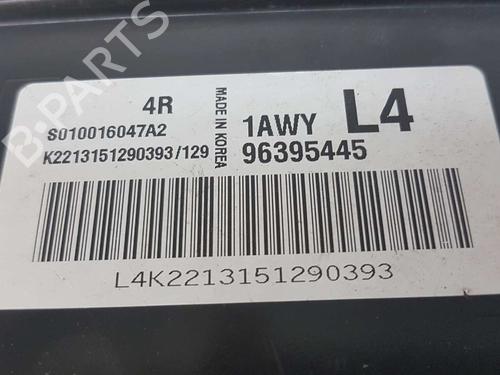 4R
S010016047A2
K2213151290393/129
MADE IN KOREA
1AWY L4
96395445
L4K2213151290393
B-PARTS